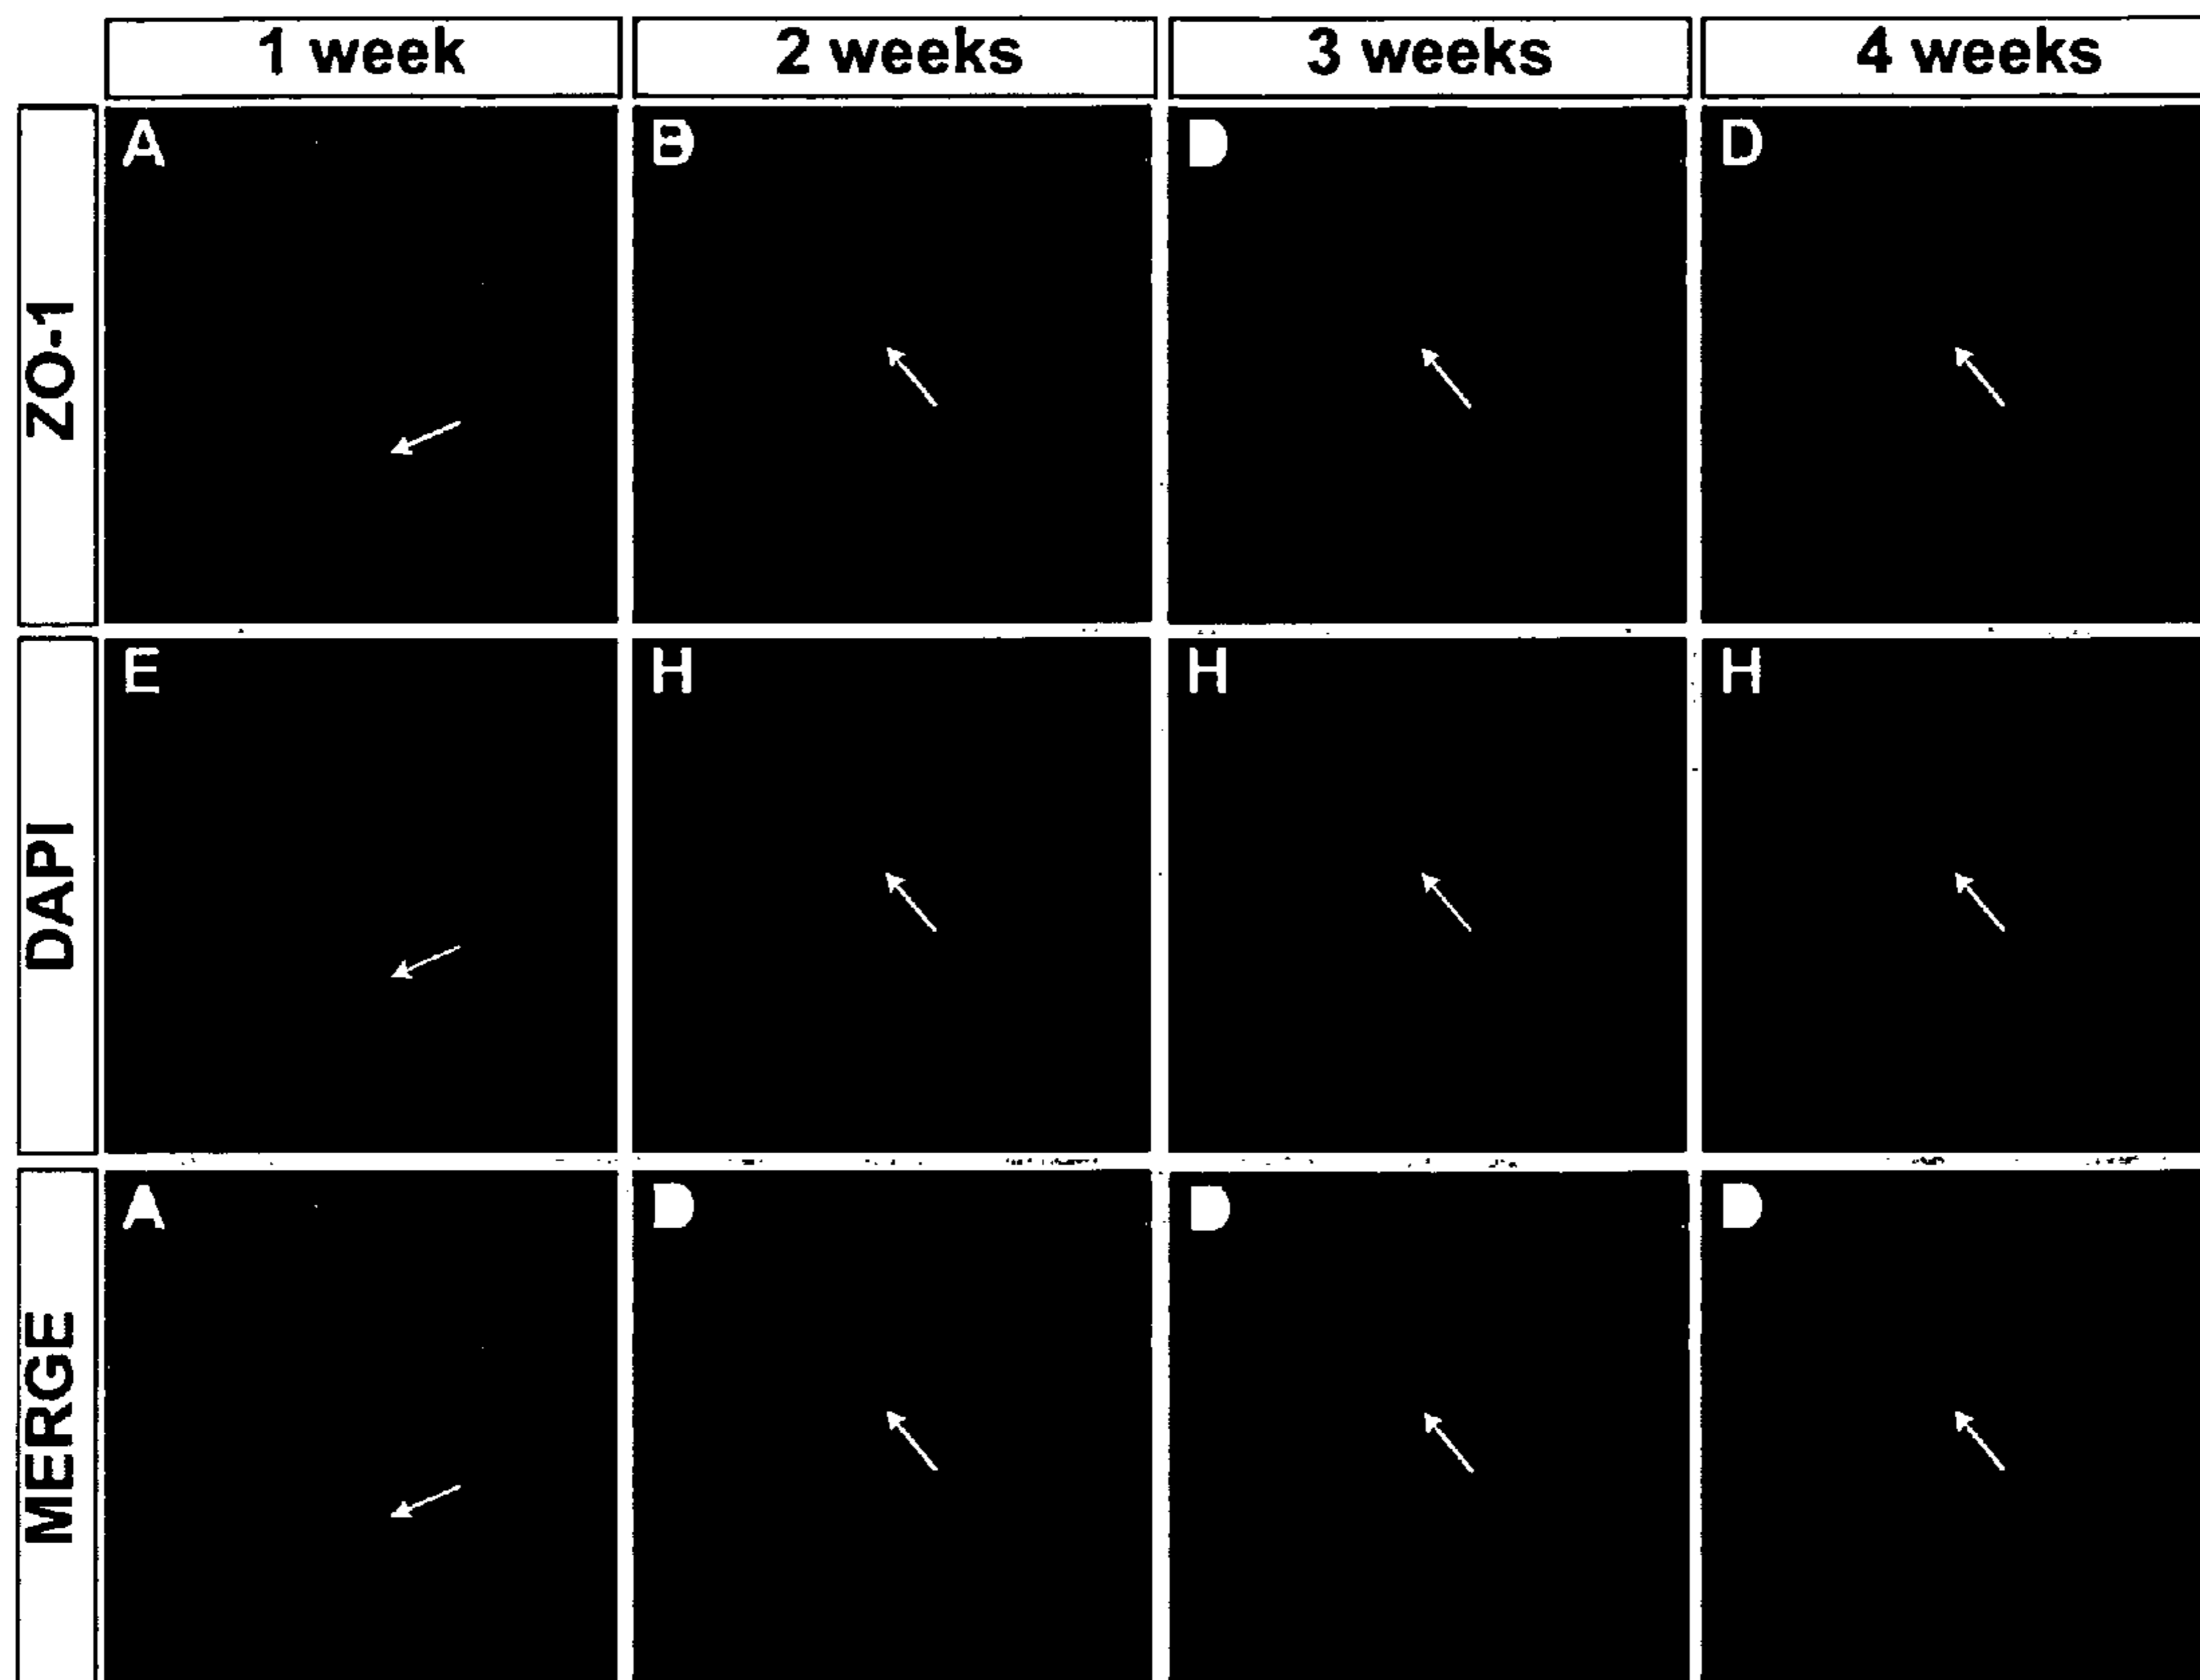 1 week 2 weeks 3 weeks 4 weeks
ZO-1
A B D D
DAPI
E H H H
MERGE
A D D D